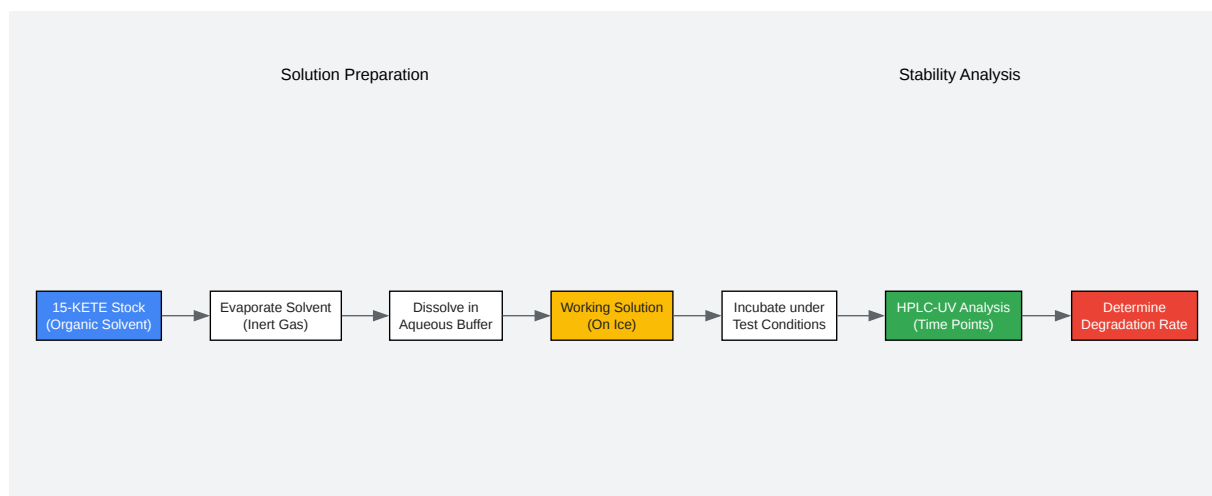 Solution Preparation
Stability Analysis
15-KETE Stock
(Organic Solvent)
Evaporate Solvent
(Inert Gas)
Dissolve in
Aqueous Buffer
Working Solution
(On Ice)
Incubate under
Test Conditions
HPLC-UV Analysis
(Time Points)
Determine
Degradation Rate